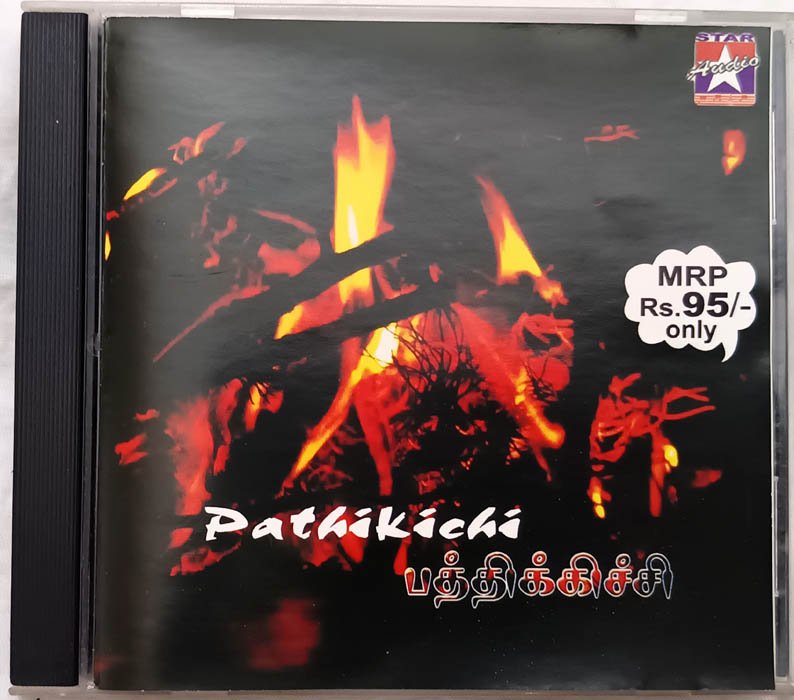 STAR
Audio
MRP
Rs.95/-
only
Pathikichi
பத்திக்கிச்சி